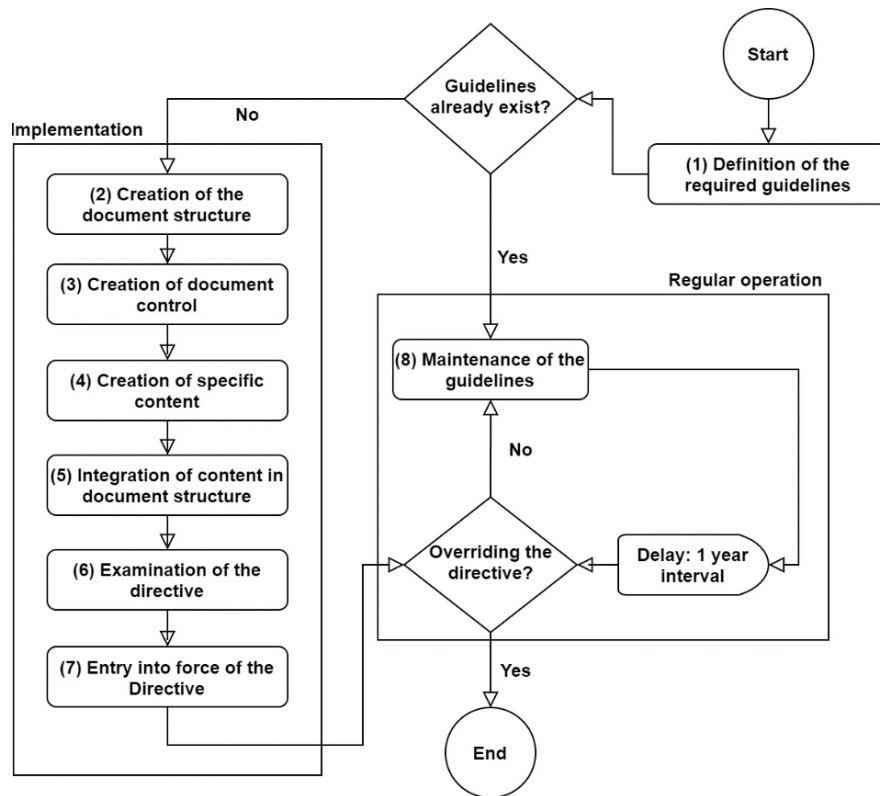 Start
(1) Definition of the
required guidelines
Guidelines
already exist?
No
Yes
Implementation
(2) Creation of the
document structure
(3) Creation of document
control
(4) Creation of specific
content
(5) Integration of content in
document structure
(6) Examination of the
directive
(7) Entry into force of the
Directive
Regular operation
(8) Maintenance of the
guidelines
No
Overriding the
directive?
Delay: 1 year
interval
Yes
End